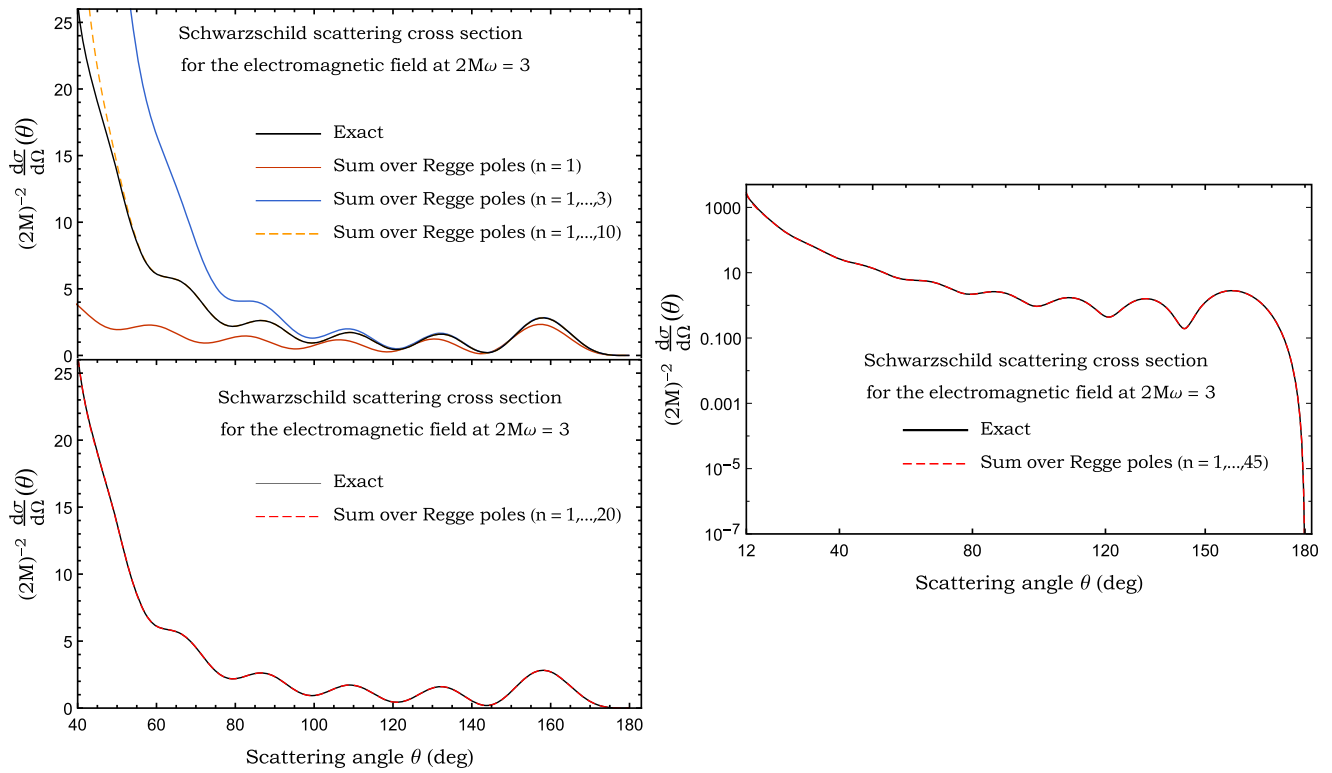 Schwarzschild scattering cross section
for the electromagnetic field at 2Mω = 3
Exact
Sum over Regge poles (n = 1)
Sum over Regge poles (n = 1,...,3)
Sum over Regge poles (n = 1,...,10)
(2M)⁻² dσ/dΩ (θ)
25
20
15
10
5
0
Schwarzschild scattering cross section
for the electromagnetic field at 2Mω = 3
Exact
Sum over Regge poles (n = 1,...,20)
(2M)⁻² dσ/dΩ (θ)
25
20
15
10
5
0
40 60 80 100 120 140 160 180
Scattering angle θ (deg)
(2M)⁻² dσ/dΩ (θ)
1000
10
0.100
0.001
10⁻⁵
10⁻⁷
Schwarzschild scattering cross section
for the electromagnetic field at 2Mω = 3
Exact
Sum over Regge poles (n = 1,...,45)
12 40 80 120 150 180
Scattering angle θ (deg)